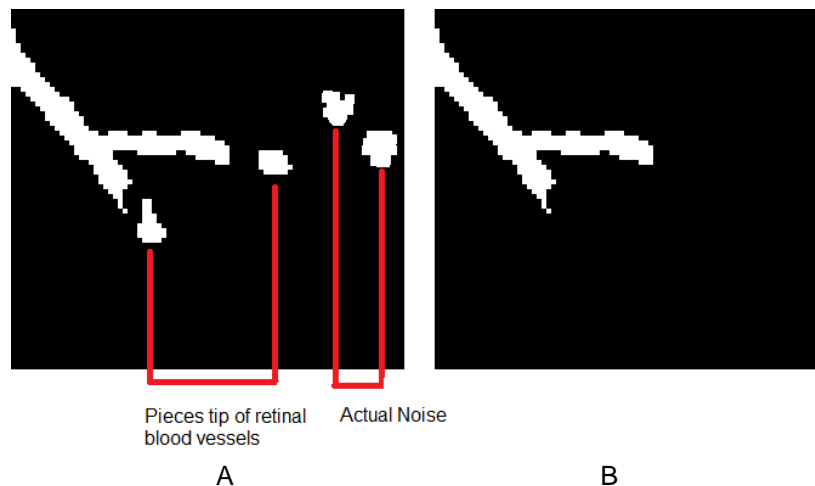 Pieces tip of retinal
blood vessels
Actual Noise
A
B